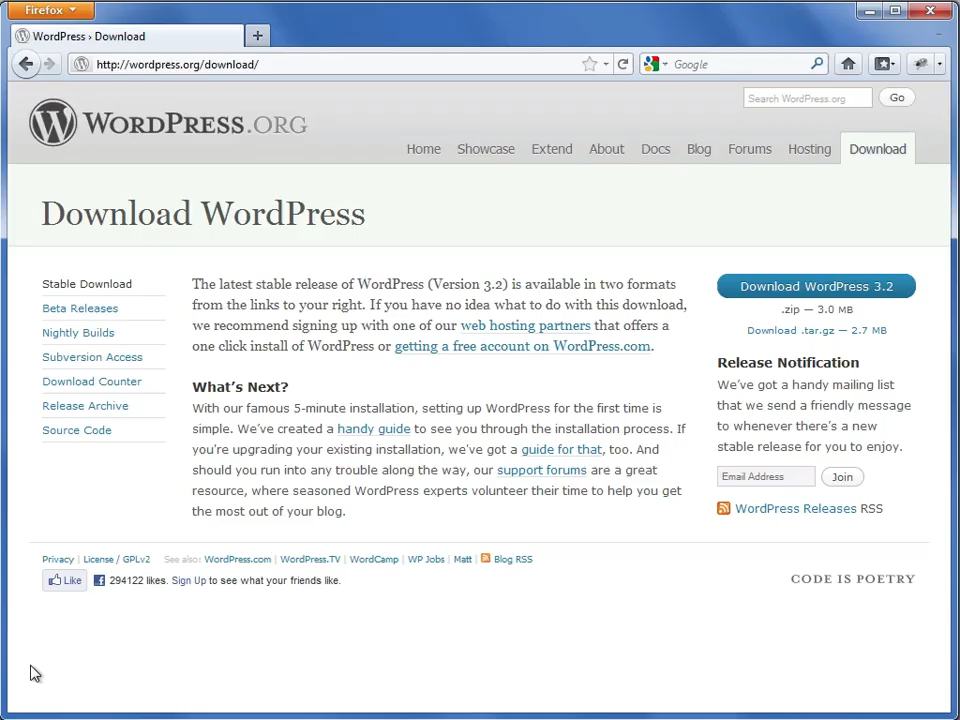 Firefox
WordPress › Download
http://wordpress.org/download/
Google
Search WordPress.org
Go
WORDPRESS.ORG
Home
Showcase
Extend
About
Docs
Blog
Forums
Hosting
Download
Download WordPress
Stable Download
Beta Releases
Nightly Builds
Subversion Access
Download Counter
Release Archive
Source Code
The latest stable release of WordPress (Version 3.2) is available in two formats
from the links to your right. If you have no idea what to do with this download,
we recommend signing up with one of our web hosting partners that offers a
one click install of WordPress or getting a free account on WordPress.com.
What's Next?
With our famous 5-minute installation, setting up WordPress for the first time is
simple. We've created a handy guide to see you through the installation process. If
you're upgrading your existing installation, we've got a guide for that, too. And
should you run into any trouble along the way, our support forums are a great
resource, where seasoned WordPress experts volunteer their time to help you get
the most out of your blog.
Download WordPress 3.2
.zip — 3.0 MB
Download .tar.gz — 2.7 MB
Release Notification
We've got a handy mailing list
that we send a friendly message
to whenever there's a new
stable release for you to enjoy.
Email Address
Join
WordPress Releases RSS
Privacy | License / GPLv2 See also: WordPress.com | WordPress.TV | WordCamp | WP Jobs | Matt | Blog RSS
Like
294122 likes. Sign Up to see what your friends like.
CODE IS POETRY